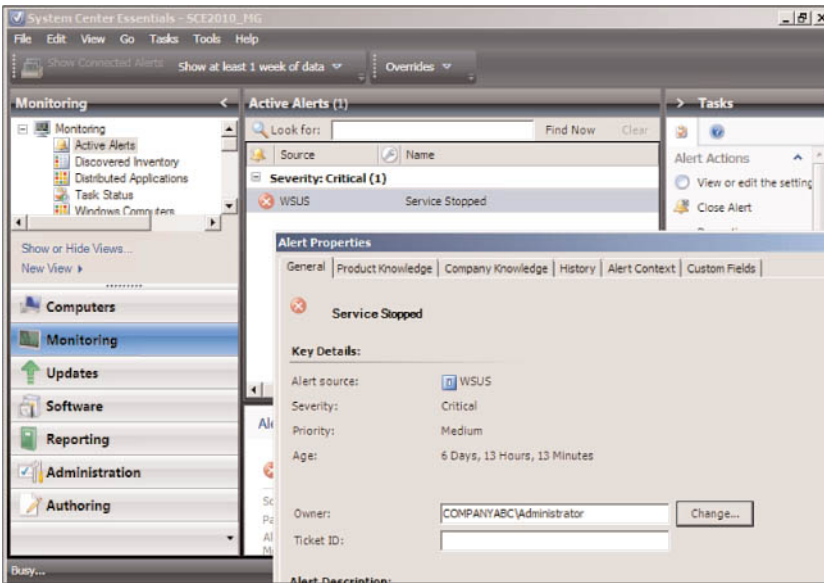 System Center Essentials - SCE2010_MG
File Edit View Go Tasks Tools Help
Show Connected Alerts Show at least 1 week of data Overrides
Monitoring
Monitoring
Active Alerts
Discovered Inventory
Distributed Applications
Task Status
Windows Computers
Show or Hide Views...
New View
Computers
Monitoring
Updates
Software
Reporting
Administration
Authoring
Busy...
Active Alerts (1)
Look for: Find Now Clear
Source Name
Severity: Critical (1)
WSUS Service Stopped
Tasks
Alert Actions
View or edit the setting
Close Alert
Alert Properties
General Product Knowledge Company Knowledge History Alert Context Custom Fields
Service Stopped
Key Details:
Alert source: WSUS
Severity: Critical
Priority: Medium
Age: 6 Days, 13 Hours, 13 Minutes
Owner: COMPANYABC\Administrator Change...
Ticket ID:
Alert Description: